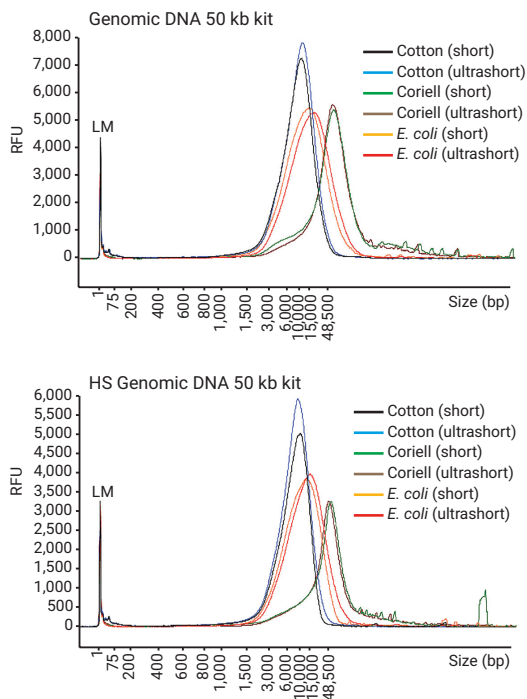 Genomic DNA 50 kb kit
8,000
7,000
6,000
5,000
4,000
3,000
2,000
1,000
0
RFU
LM
Cotton (short)
Cotton (ultrashort)
Coriell (short)
Coriell (ultrashort)
E. coli (short)
E. coli (ultrashort)
1
75
200
400
600
800
1,000
1,500
3,000
6,000
10,000
15,000
48,500
Size (bp)
HS Genomic DNA 50 kb kit
6,000
5,500
5,000
4,500
4,000
3,500
3,000
2,500
2,000
1,500
1,000
500
0
RFU
LM
Cotton (short)
Cotton (ultrashort)
Coriell (short)
Coriell (ultrashort)
E. coli (short)
E. coli (ultrashort)
1
75
200
400
600
800
1,000
1,500
3,000
6,000
10,000
15,000
48,500
Size (bp)